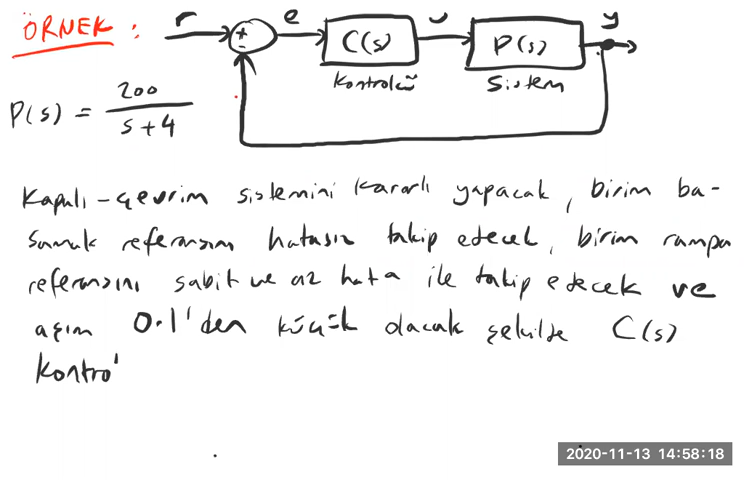 ÖRNEK :
r e C(s) u P(s) y
+
-
Kontrolcü Sistem
P(s) = 200 / s+4
Kapalı-çevrim sistemini kararlı yapacak, birim ba-
samak referansını hatasız takip edecek, birim rampa
referansını sabit ve az hata ile takip edecek ve
aşım 0.1'den küçük olacak şekilde C(s)
kontrol
2020-11-13 14:58:18